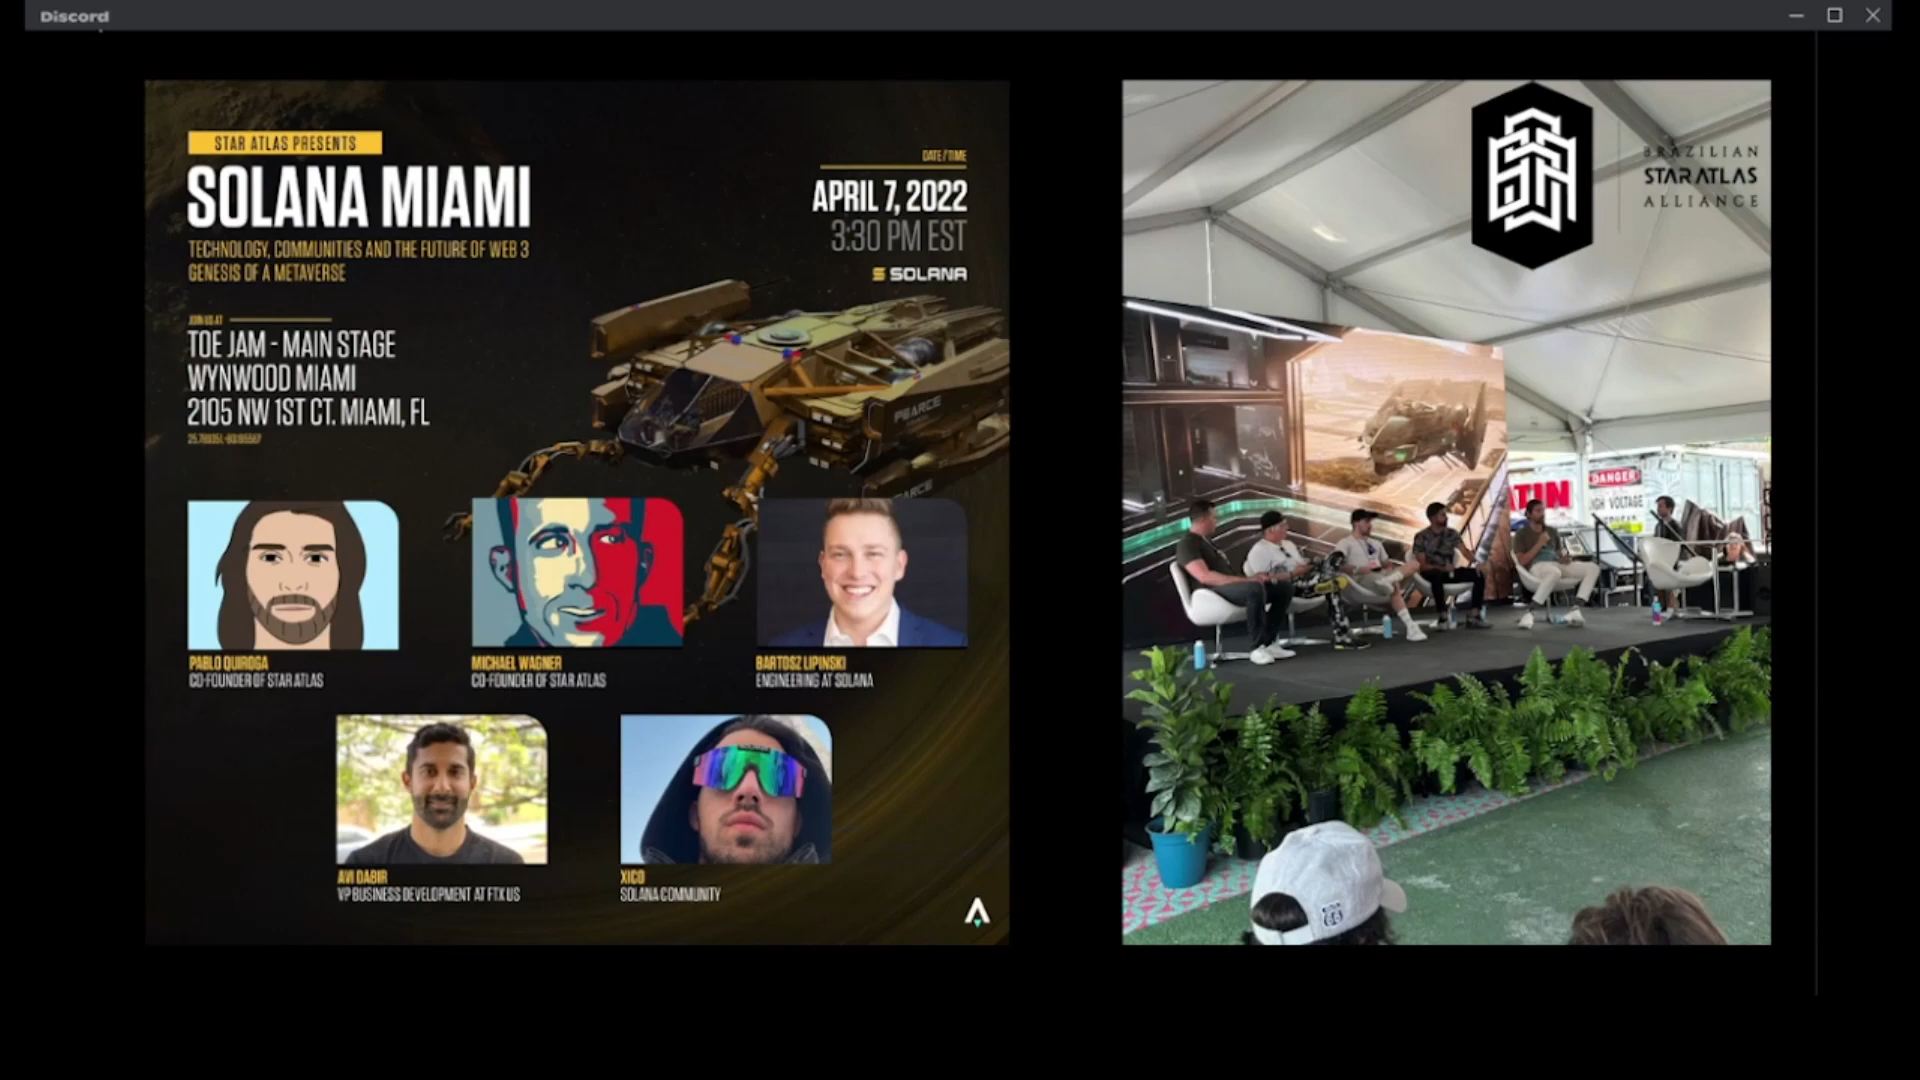 Discord
STAR ATLAS PRESENTS
SOLANA MIAMI
TECHNOLOGY, COMMUNITIES AND THE FUTURE OF WEB 3
GENESIS OF A METAVERSE
DATE/TIME
APRIL 7, 2022
3:30 PM EST
SOLANA
JOIN US AT
TOE JAM - MAIN STAGE
WYNWOOD MIAMI
2105 NW 1ST CT. MIAMI, FL
PEARCE
PABLO QUIROGA
CO-FOUNDER OF STAR ATLAS
MICHAEL WAGNER
CO-FOUNDER OF STAR ATLAS
BARTOSZ LIPINSKI
ENGINEERING AT SOLANA
AVI DABIR
VP BUSINESS DEVELOPMENT AT FTX US
XICO
SOLANA COMMUNITY
BRAZILIAN
STAR ATLAS
ALLIANCE
DANGER
VOLTAGE